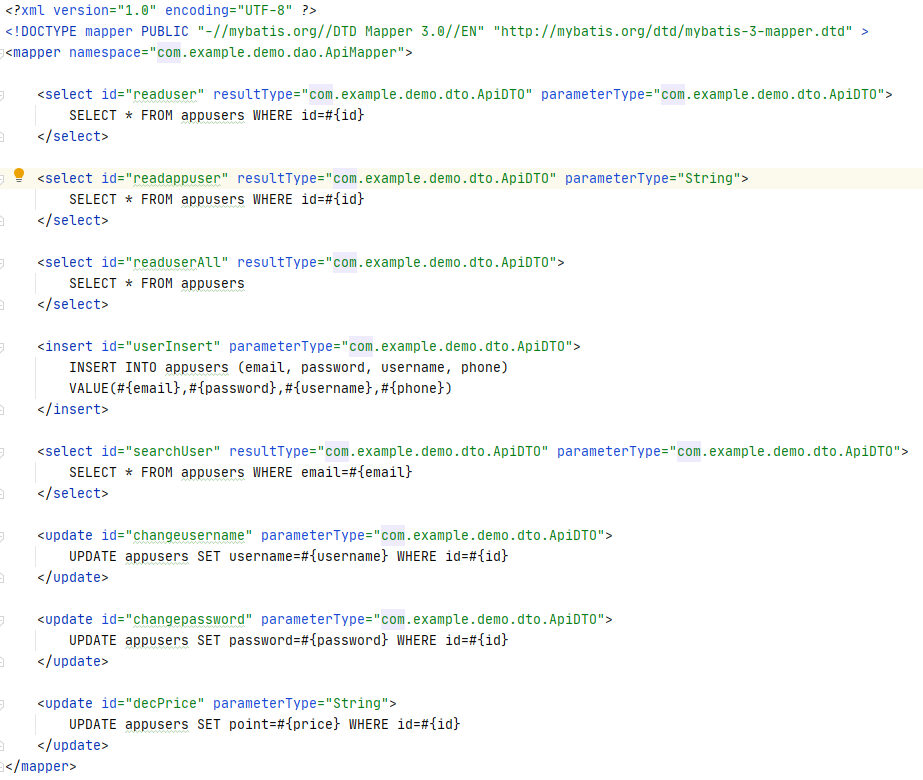 <?xml version="1.0" encoding="UTF-8" ?>
<!DOCTYPE mapper PUBLIC "-//mybatis.org//DTD Mapper 3.0//EN" "http://mybatis.org/dtd/mybatis-3-mapper.dtd" >
<mapper namespace="com.example.demo.dao.ApiMapper">
<select id="readuser" resultType="com.example.demo.dto.ApiDTO" parameterType="com.example.demo.dto.ApiDTO">
SELECT * FROM appusers WHERE id=#{id}
</select>
<select id="readappuser" resultType="com.example.demo.dto.ApiDTO" parameterType="String">
SELECT * FROM appusers WHERE id=#{id}
</select>
<select id="readuserAll" resultType="com.example.demo.dto.ApiDTO">
SELECT * FROM appusers
</select>
<insert id="userInsert" parameterType="com.example.demo.dto.ApiDTO">
INSERT INTO appusers (email, password, username, phone)
VALUE(#{email},#{password},#{username},#{phone})
</insert>
<select id="searchUser" resultType="com.example.demo.dto.ApiDTO" parameterType="com.example.demo.dto.ApiDTO">
SELECT * FROM appusers WHERE email=#{email}
</select>
<update id="changeusername" parameterType="com.example.demo.dto.ApiDTO">
UPDATE appusers SET username=#{username} WHERE id=#{id}
</update>
<update id="changepassword" parameterType="com.example.demo.dto.ApiDTO">
UPDATE appusers SET password=#{password} WHERE id=#{id}
</update>
<update id="decPrice" parameterType="String">
UPDATE appusers SET point=#{price} WHERE id=#{id}
</update>
</mapper>